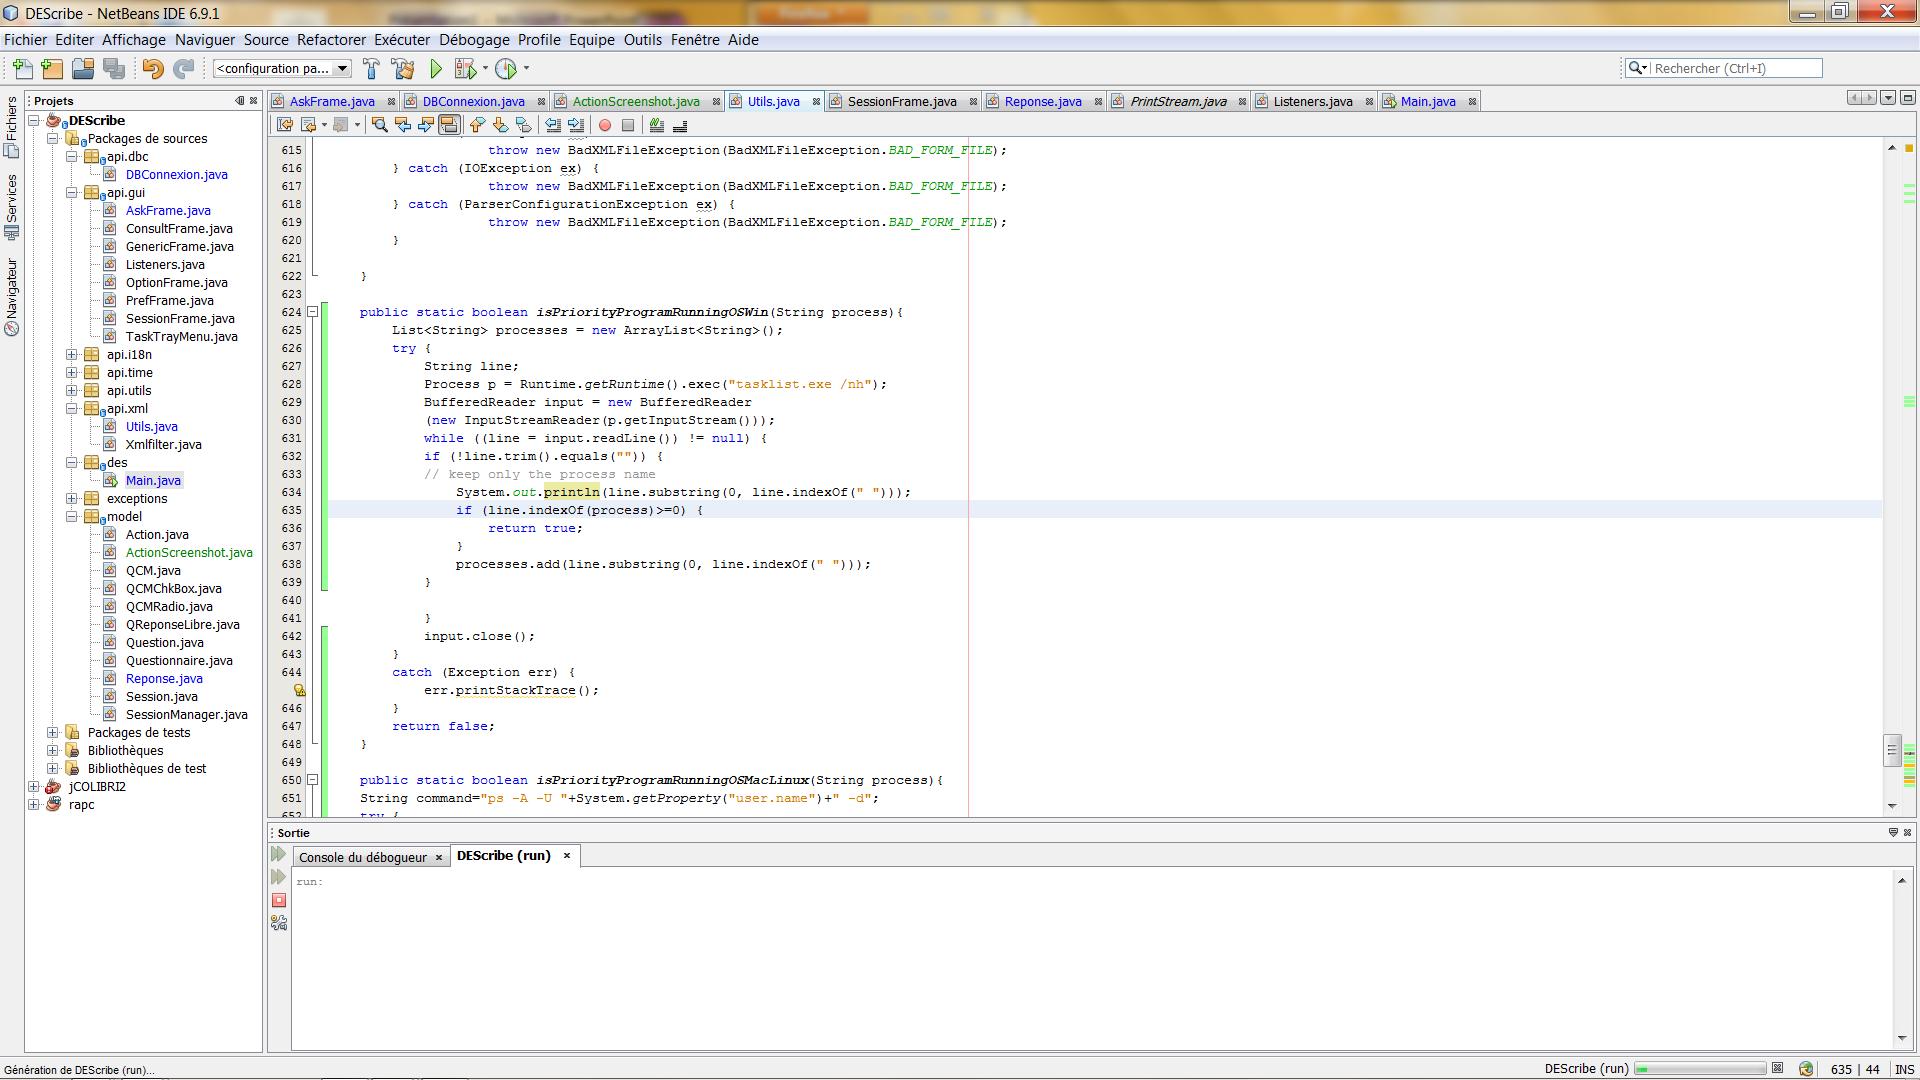 DEScribe - NetBeans IDE 6.9.1
Fichier Editer Affichage Naviguer Source Refactorer Exécuter Débogage Profile Equipe Outils Fenêtre Aide
<configuration pa...
Rechercher (Ctrl+I)
Fichiers
Services
Navigateur
Projets
DEScribe
Packages de sources
api.dbc
DBConnexion.java
api.gui
AskFrame.java
ConsultFrame.java
GenericFrame.java
Listeners.java
OptionFrame.java
PrefFrame.java
SessionFrame.java
TaskTrayMenu.java
api.i18n
api.time
api.utils
api.xml
Utils.java
Xmlfilter.java
des
Main.java
exceptions
model
Action.java
ActionScreenshot.java
QCM.java
QCMChkBox.java
QCMRadio.java
QReponseLibre.java
Question.java
Questionnaire.java
Reponse.java
Session.java
SessionManager.java
Packages de tests
Bibliothèques
Bibliothèques de test
jCOLIBRI2
rapc
AskFrame.java DBConnexion.java ActionScreenshot.java Utils.java SessionFrame.java Reponse.java PrintStream.java Listeners.java Main.java
615 throw new BadXMLFileException(BadXMLFileException.BAD_FORM_FILE);
616 } catch (IOException ex) {
617 throw new BadXMLFileException(BadXMLFileException.BAD_FORM_FILE);
618 } catch (ParserConfigurationException ex) {
619 throw new BadXMLFileException(BadXMLFileException.BAD_FORM_FILE);
620 }
621
622 }
623
624 public static boolean isPriorityProgramRunningOSWin(String process){
625 List<String> processes = new ArrayList<String>();
626 try {
627 String line;
628 Process p = Runtime.getRuntime().exec("tasklist.exe /nh");
629 BufferedReader input = new BufferedReader
630 (new InputStreamReader(p.getInputStream()));
631 while ((line = input.readLine()) != null) {
632 if (!line.trim().equals("")) {
633 // keep only the process name
634 System.out.println(line.substring(0, line.indexOf(" ")));
635 if (line.indexOf(process)>=0) {
636 return true;
637 }
638 processes.add(line.substring(0, line.indexOf(" ")));
639 }
640
641 }
642 input.close();
643 }
644 catch (Exception err) {
err.printStackTrace();
646 }
647 return false;
648 }
649
650 public static boolean isPriorityProgramRunningOSMacLinux(String process){
651 String command="ps -A -U "+System.getProperty("user.name")+" -d";
652 try {
Sortie
Console du débogueur DEScribe (run)
run:
Génération de DEScribe (run)...
DEScribe (run) 635 | 44 INS